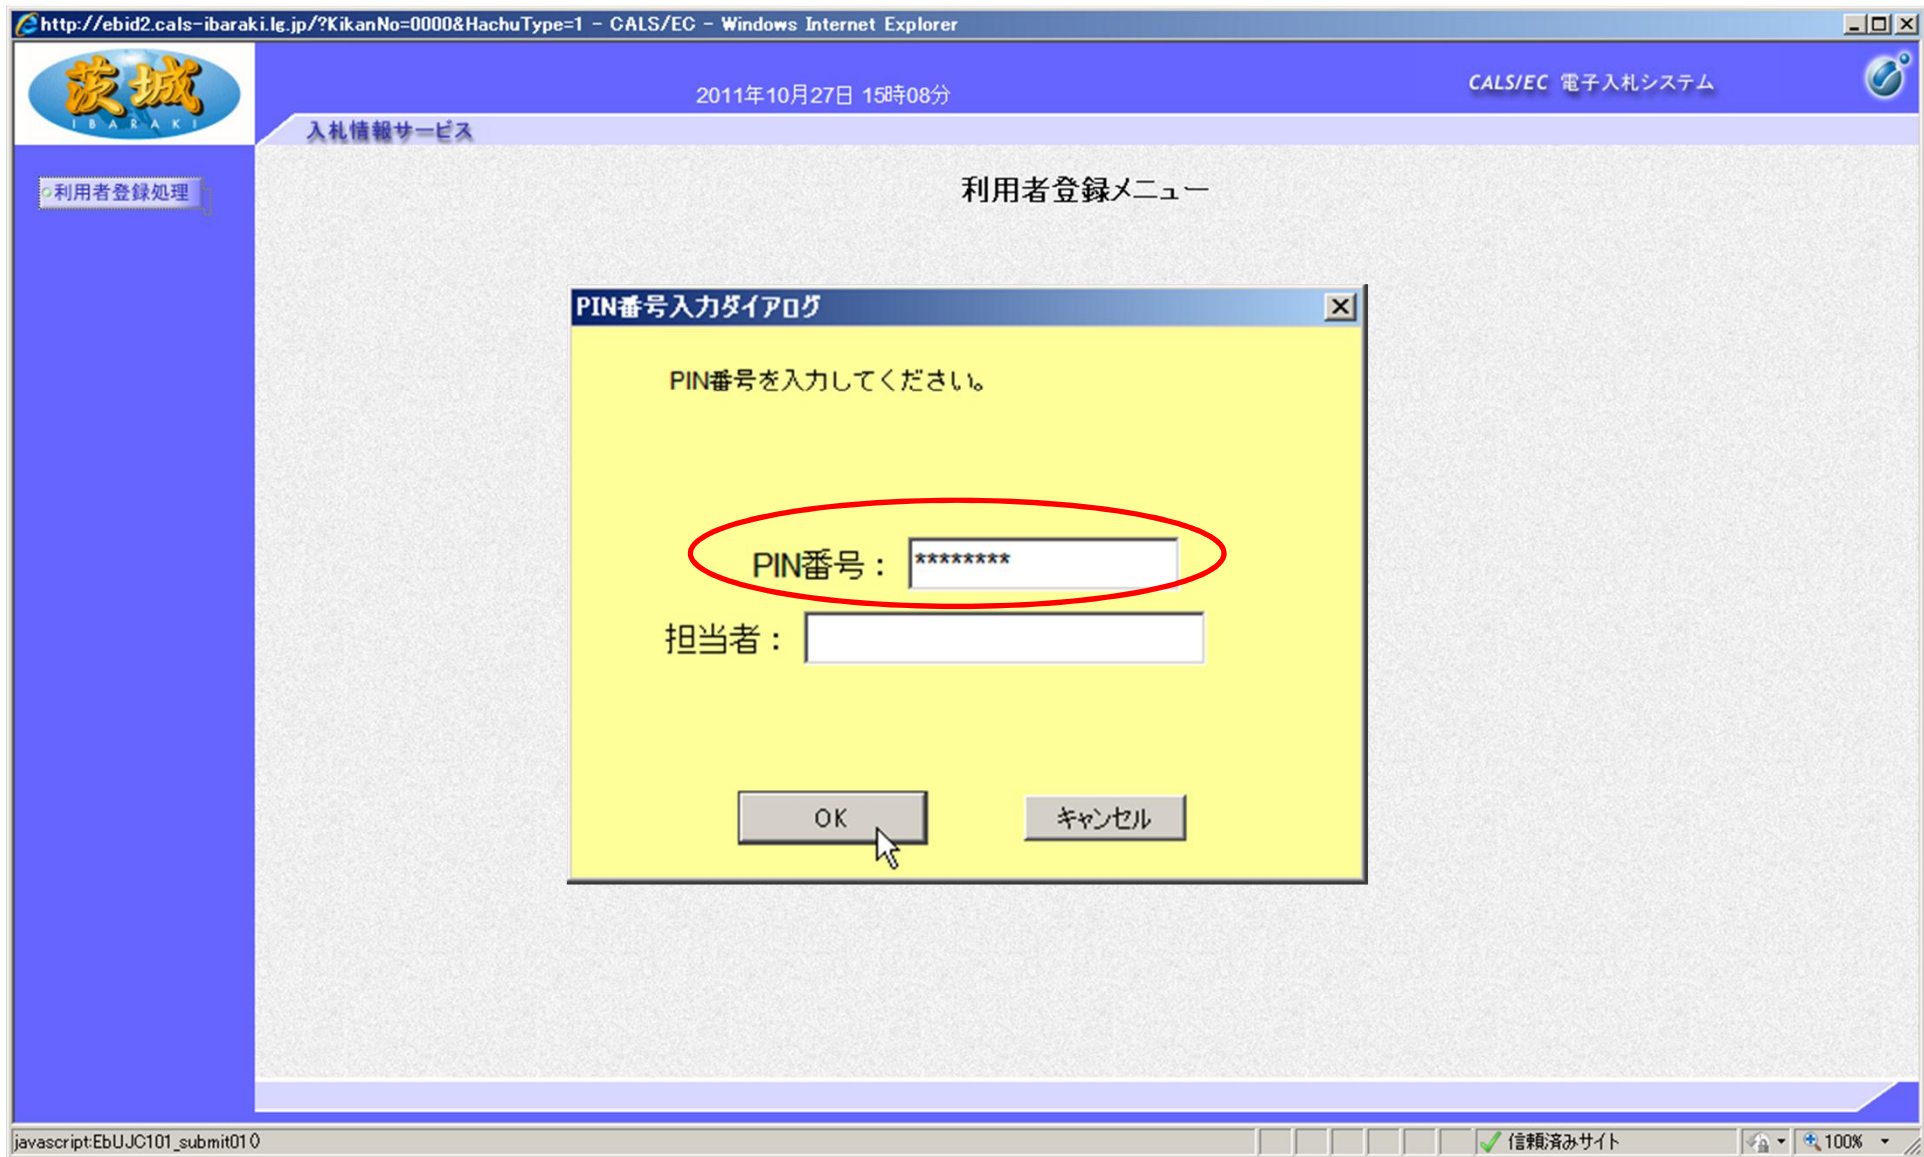 http://ebid2.cals-ibaraki.lg.jp/?KikanNo=0000&HachuType=1 - CALS/EC - Windows Internet Explorer
茨城
IBARAKI
2011年10月27日 15時08分
CALS/EC 電子入札システム
入札情報サービス
利用者登録処理
利用者登録メニュー
PIN番号入力ダイアログ
PIN番号を入力してください。
PIN番号： ********
担当者：
OK キャンセル
javascript:EbUJC101_submit01() 信頼済みサイト 100%